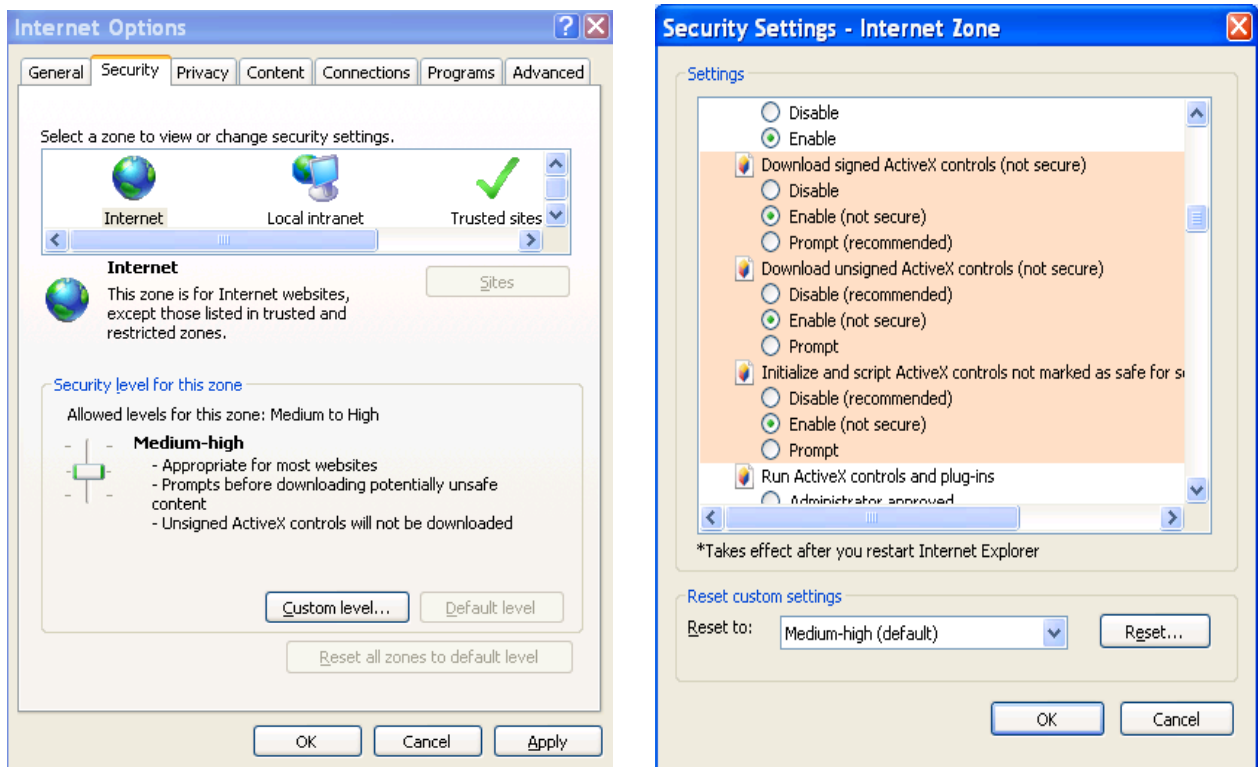 Internet Options
General Security Privacy Content Connections Programs Advanced
Select a zone to view or change security settings.
Internet Local intranet Trusted sites
Internet
Sites
This zone is for Internet websites,
except those listed in trusted and
restricted zones.
Security level for this zone
Allowed levels for this zone: Medium to High
Medium-high
- Appropriate for most websites
- Prompts before downloading potentially unsafe
content
- Unsigned ActiveX controls will not be downloaded
Custom level... Default level
Reset all zones to default level
OK Cancel Apply
Security Settings - Internet Zone
Settings
Disable
Enable
Download signed ActiveX controls (not secure)
Disable
Enable (not secure)
Prompt (recommended)
Download unsigned ActiveX controls (not secure)
Disable (recommended)
Enable (not secure)
Prompt
Initialize and script ActiveX controls not marked as safe for
Disable (recommended)
Enable (not secure)
Prompt
Run ActiveX controls and plug-ins
Administrator approved
*Takes effect after you restart Internet Explorer
Reset custom settings
Reset to: Medium-high (default) Reset...
OK Cancel